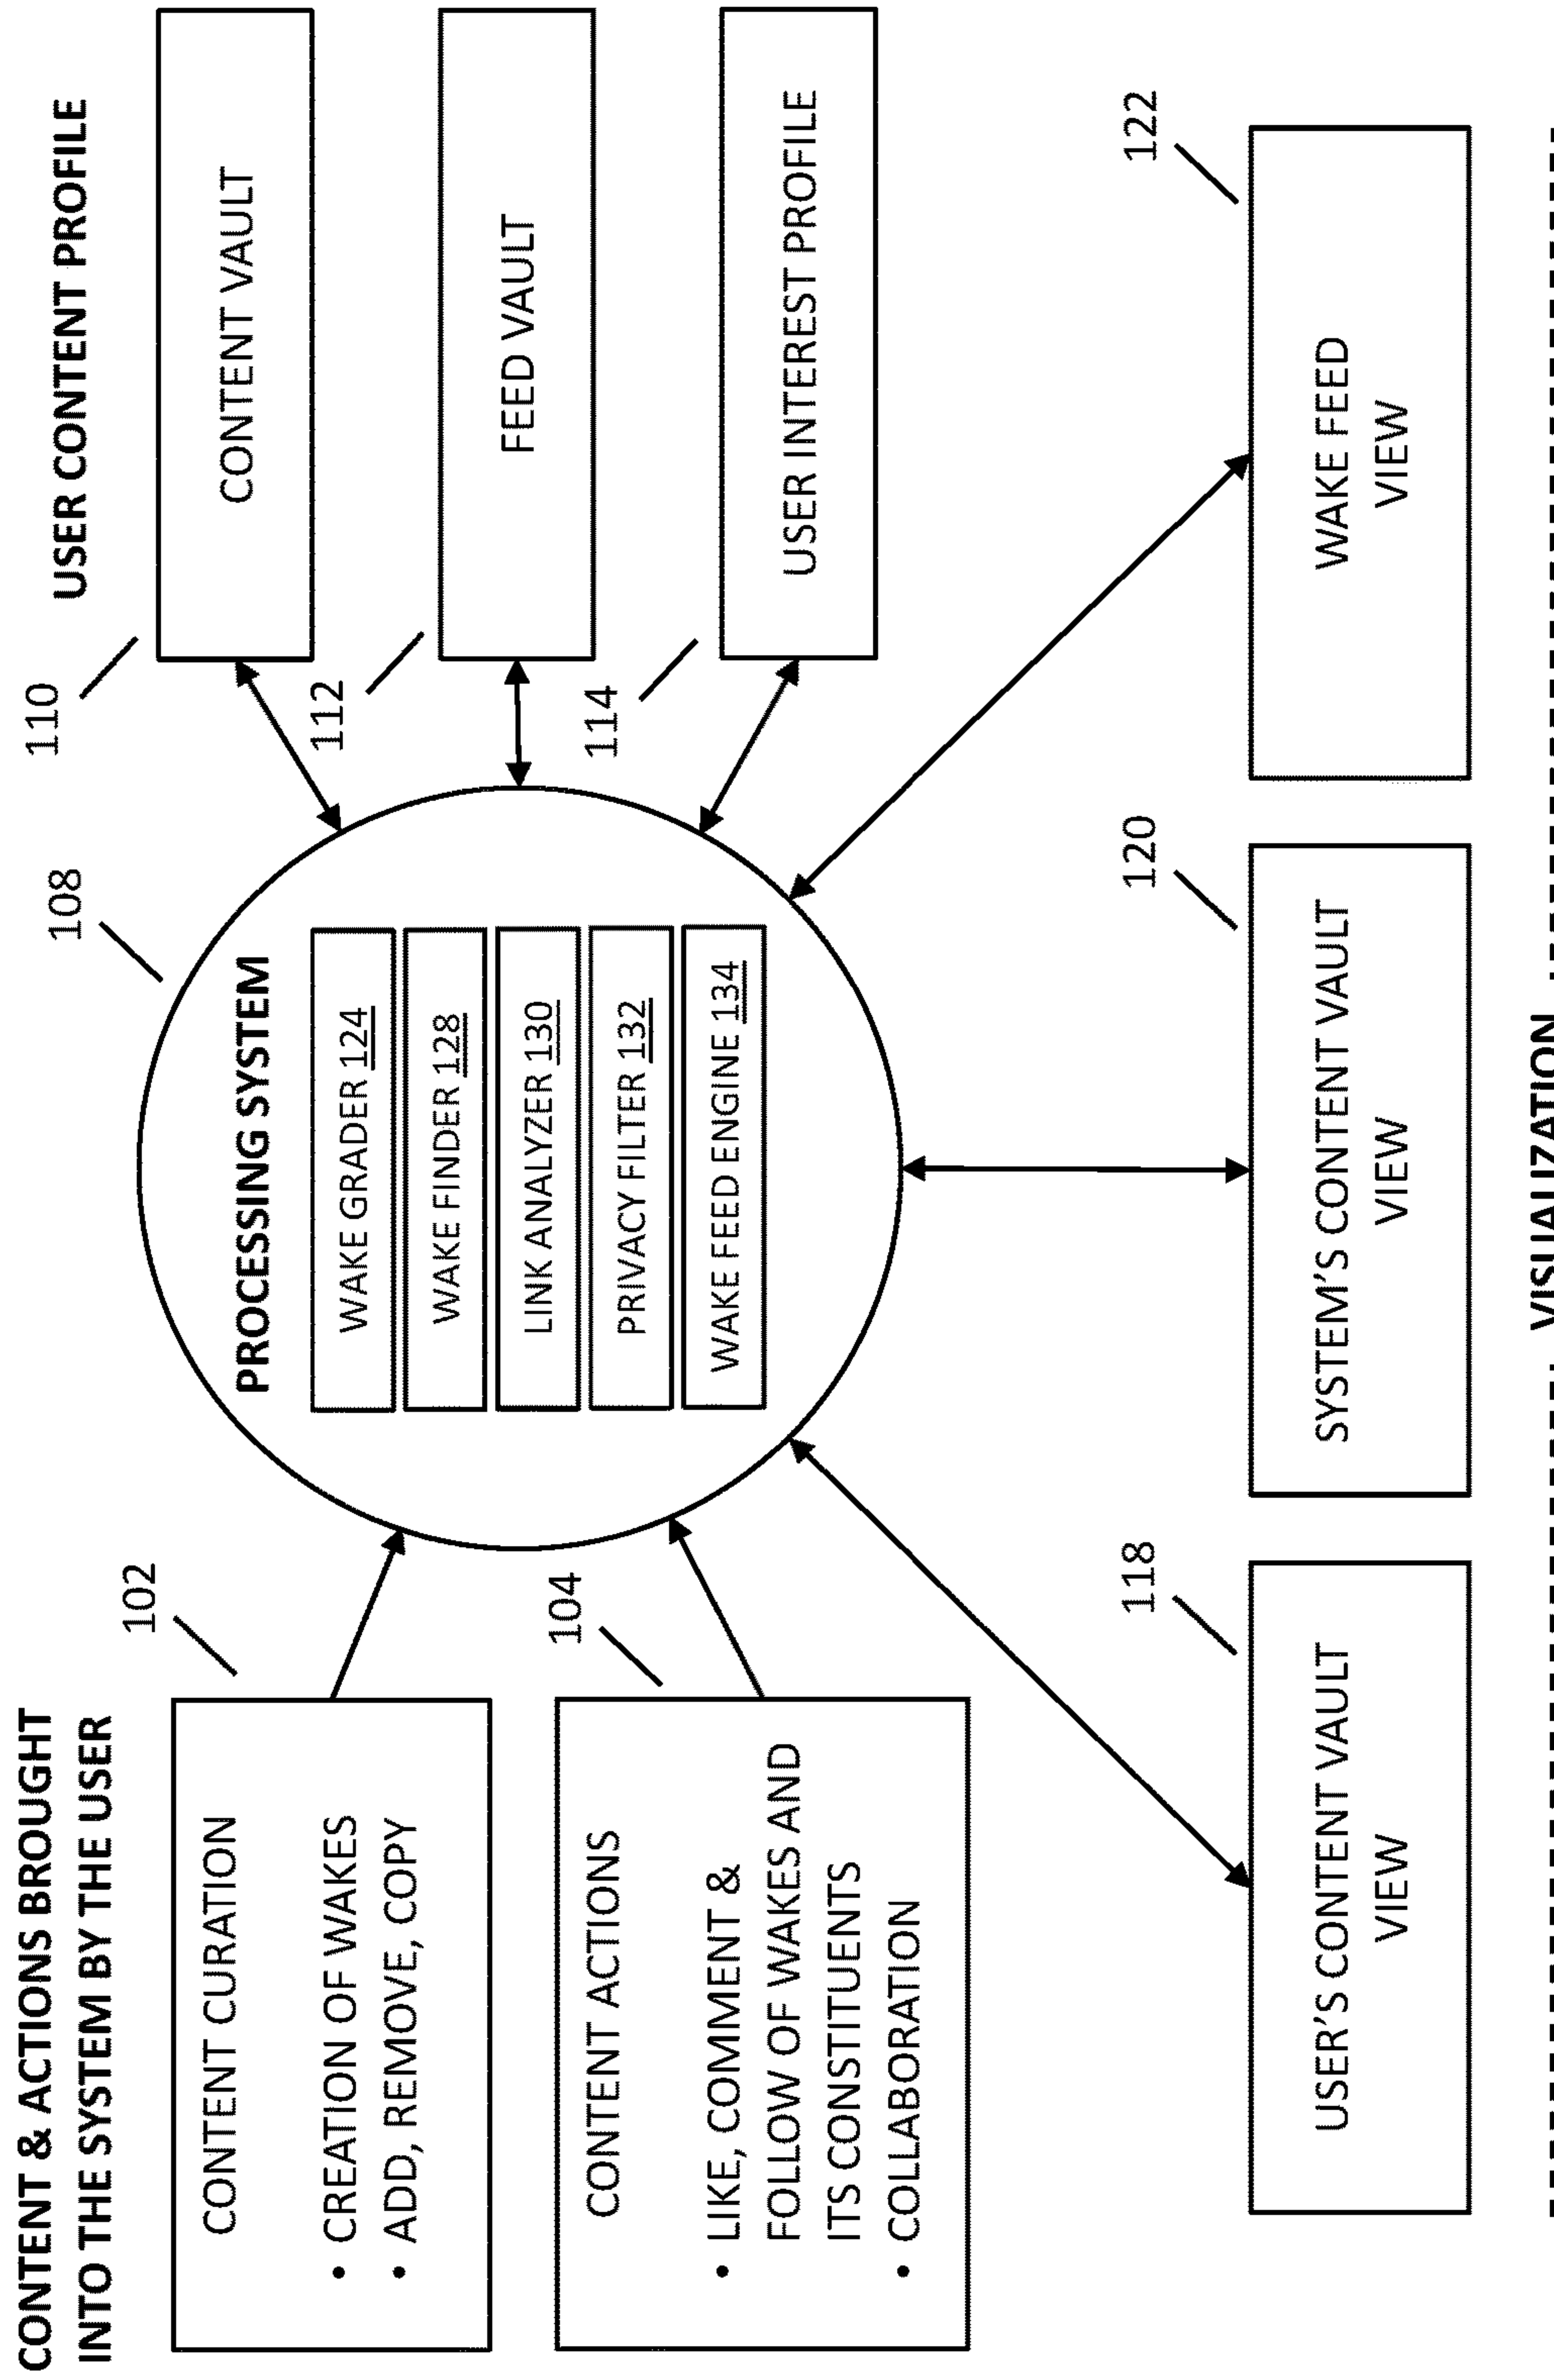 CONTENT & ACTIONS BROUGHT
INTO THE SYSTEM BY THE USER
102
CONTENT CURATION
• CREATION OF WAKES
• ADD, REMOVE, COPY
104
CONTENT ACTIONS
• LIKE, COMMENT &
FOLLOW OF WAKES AND
ITS CONSTITUENTS
• COLLABORATION
108
PROCESSING SYSTEM
WAKE GRADER 124
WAKE FINDER 128
LINK ANALYZER 130
PRIVACY FILTER 132
WAKE FEED ENGINE 134
USER CONTENT PROFILE
110
CONTENT VAULT
112
FEED VAULT
114
USER INTEREST PROFILE
118
USER'S CONTENT VAULT
VIEW
120
SYSTEM'S CONTENT VAULT
VIEW
122
WAKE FEED
VIEW
VISUALIZATION